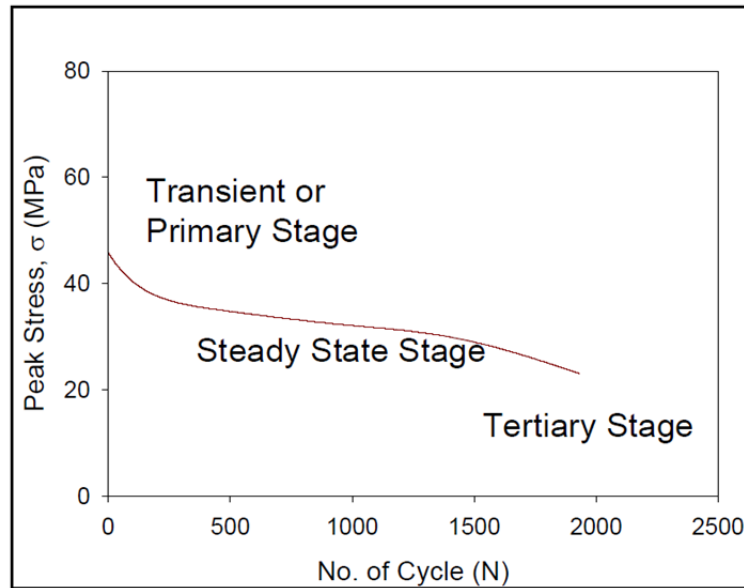 80
60
40
20
0
Peak Stress, σ (MPa)
Transient or
Primary Stage
Steady State Stage
Tertiary Stage
0 500 1000 1500 2000 2500
No. of Cycle (N)